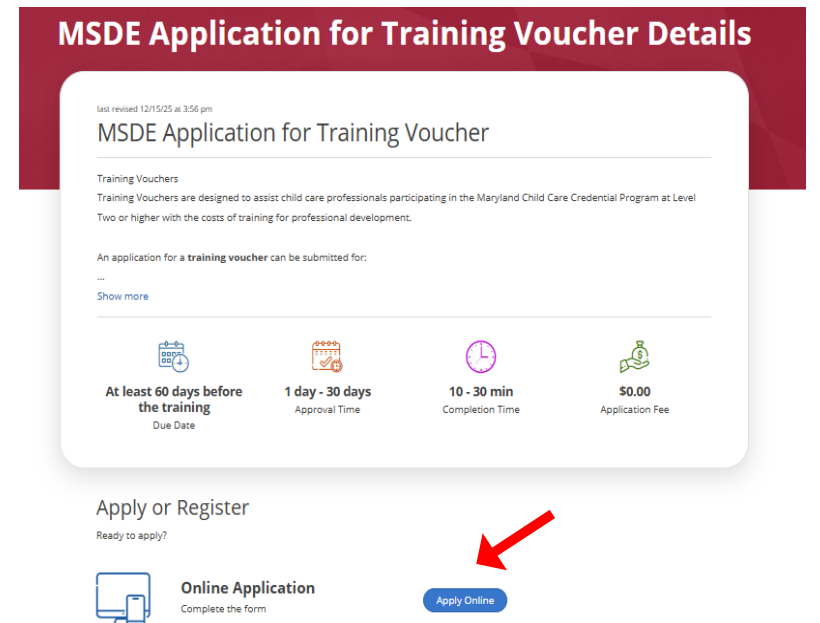 MSDE Application for Training Voucher Details
last revised 12/15/25 at 3:56 pm
MSDE Application for Training Voucher
Training Vouchers
Training Vouchers are designed to assist child care professionals participating in the Maryland Child Care Credential Program at Level
Two or higher with the costs of training for professional development.
An application for a training voucher can be submitted for:
...
Show more
At least 60 days before
the training
Due Date
1 day - 30 days
Approval Time
10 - 30 min
Completion Time
$0.00
Application Fee
Apply or Register
Ready to apply?
Online Application
Complete the form
Apply Online